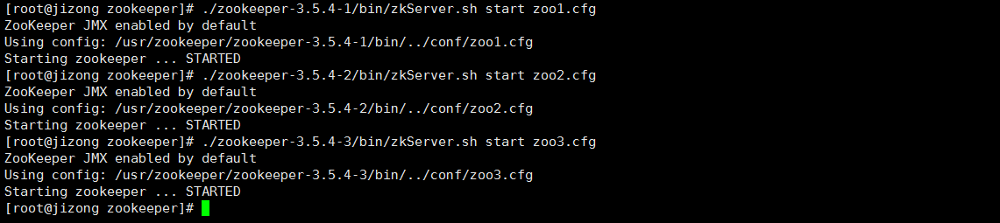 [root@jizong zookeeper]# ./zookeeper-3.5.4-1/bin/zkServer.sh start zoo1.cfg
ZooKeeper JMX enabled by default
Using config: /usr/zookeeper/zookeeper-3.5.4-1/bin/../conf/zoo1.cfg
Starting zookeeper ... STARTED
[root@jizong zookeeper]# ./zookeeper-3.5.4-2/bin/zkServer.sh start zoo2.cfg
ZooKeeper JMX enabled by default
Using config: /usr/zookeeper/zookeeper-3.5.4-2/bin/../conf/zoo2.cfg
Starting zookeeper ... STARTED
[root@jizong zookeeper]# ./zookeeper-3.5.4-3/bin/zkServer.sh start zoo3.cfg
ZooKeeper JMX enabled by default
Using config: /usr/zookeeper/zookeeper-3.5.4-3/bin/../conf/zoo3.cfg
Starting zookeeper ... STARTED
[root@jizong zookeeper]#